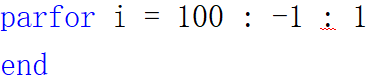 parfor i = 100 : -1 : 1
end